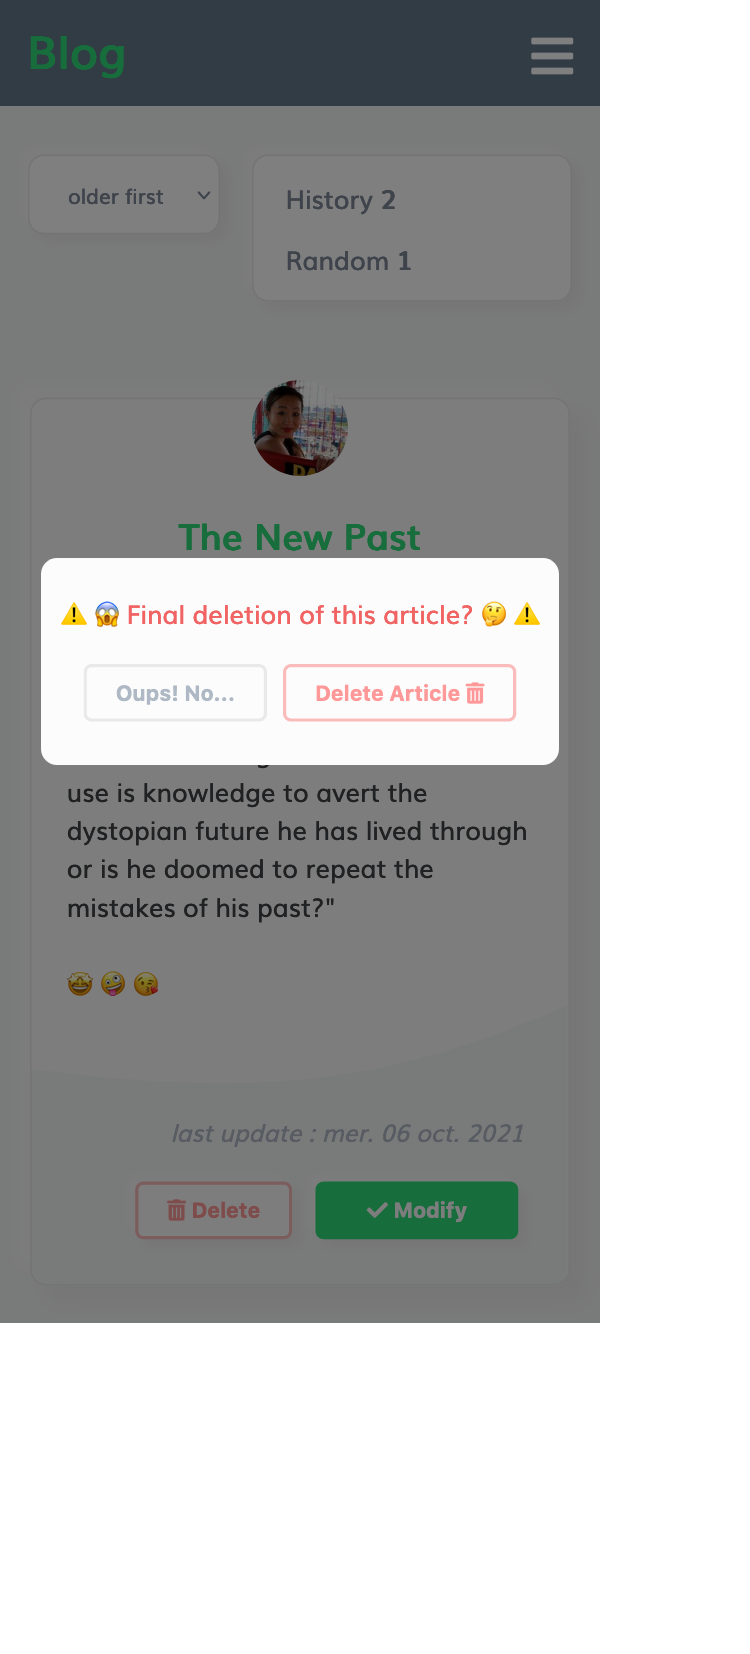 Blog
older first
History 2
Random 1
The New Past
⚠️ 😱 Final deletion of this article? 🤔 ⚠️
Oups! No...
Delete Article
use is knowledge to avert the
dystopian future he has lived through
or is he doomed to repeat the
mistakes of his past?"
🤩 🤪 😘
last update : mer. 06 oct. 2021
Delete
Modify